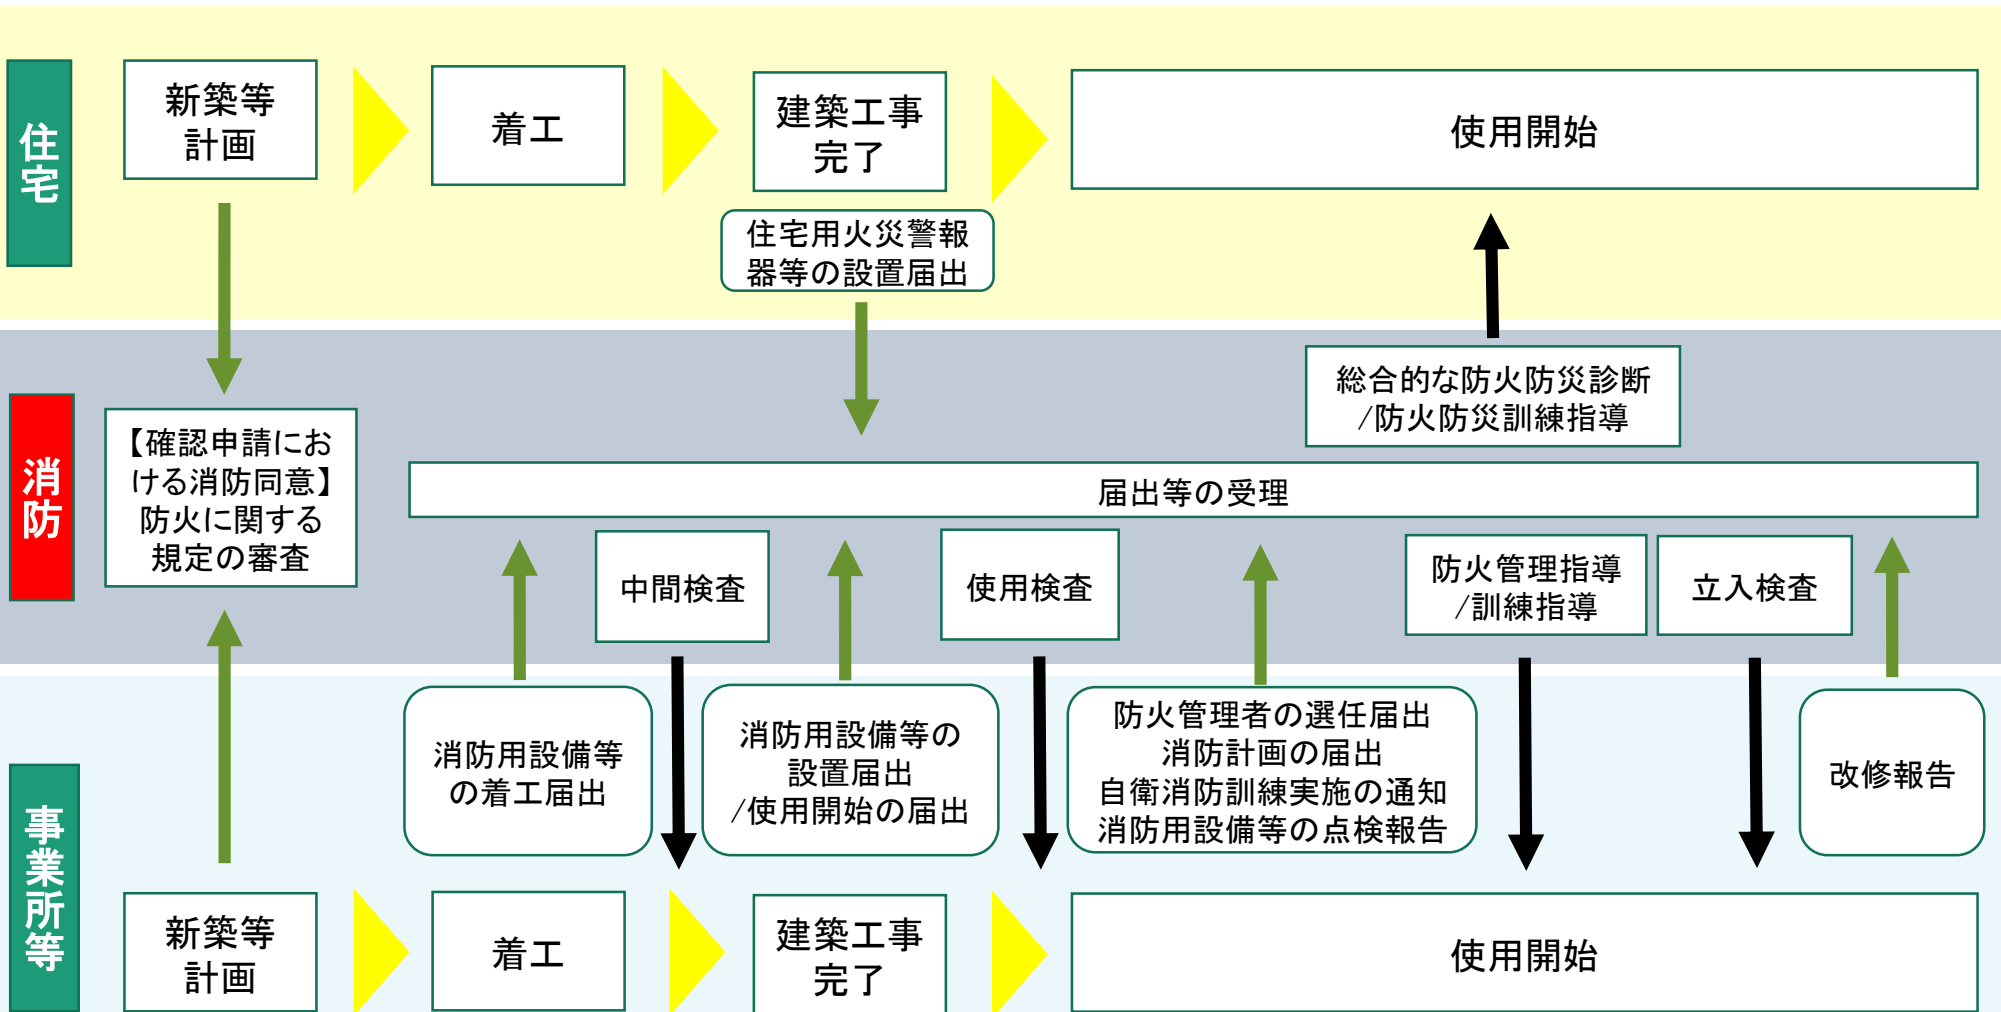 住宅
新築等
計画
着工
建築工事
完了
使用開始
住宅用火災警報
器等の設置届出
消防
【確認申請にお
ける消防同意】
防火に関する
規定の審査
総合的な防火防災診断
/防火防災訓練指導
届出等の受理
中間検査
使用検査
防火管理指導
/訓練指導
立入検査
事業所等
消防用設備等
の着工届出
消防用設備等の
設置届出
/使用開始の届出
防火管理者の選任届出
消防計画の届出
自衛消防訓練実施の通知
消防用設備等の点検報告
改修報告
新築等
計画
着工
建築工事
完了
使用開始